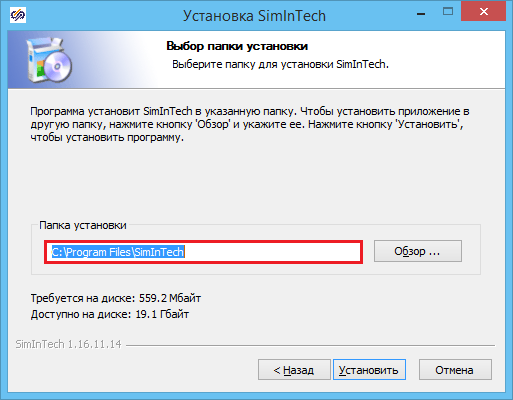 Установка SimInTech
Выбор папки установки
Выберите папку для установки SimInTech.
Программа установит SimInTech в указанную папку. Чтобы установить приложение в
другую папку, нажмите кнопку 'Обзор' и укажите ее. Нажмите кнопку 'Установить',
чтобы установить программу.
Папка установки
C:\Program Files\SimInTech
Обзор ...
Требуется на диске: 559.2 Мбайт
Доступно на диске: 19.1 Гбайт
SimInTech 1.16.11.14
< Назад
Установить
Отмена